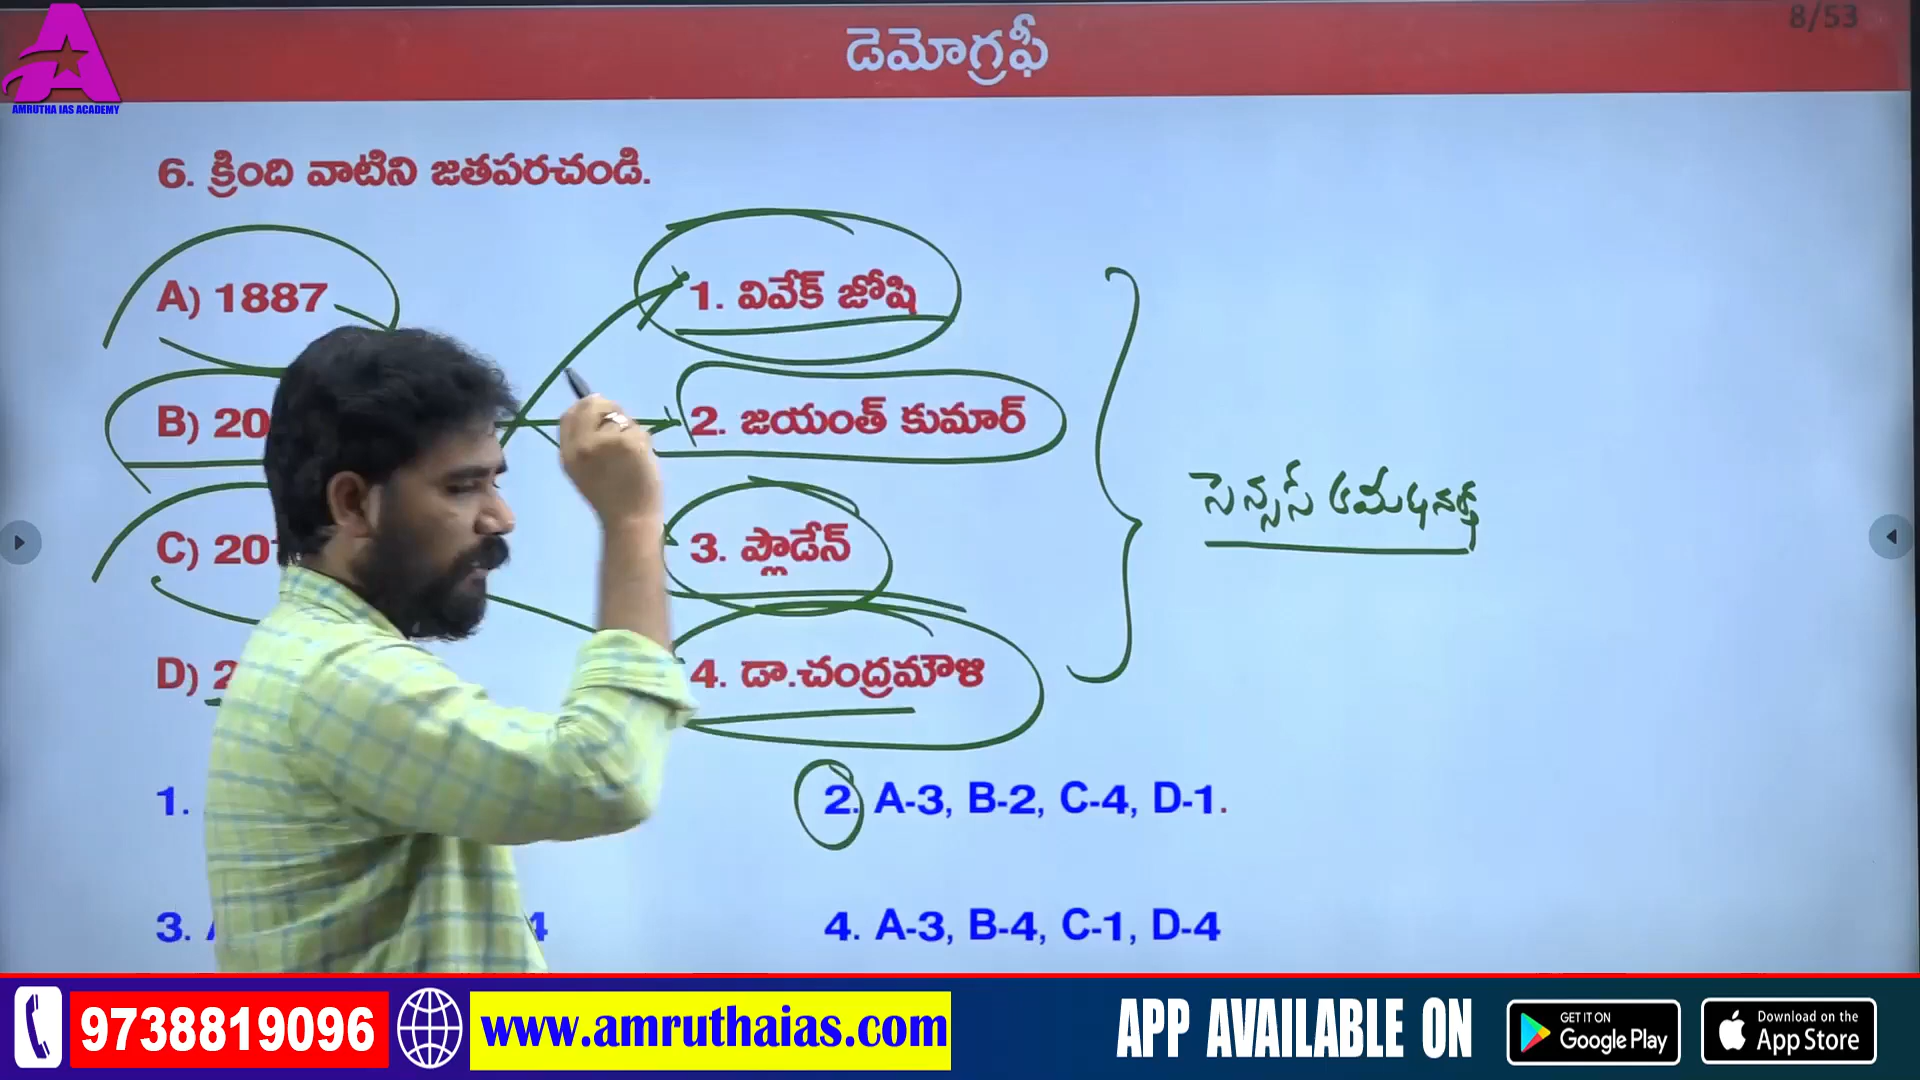 8/53
డెమోగ్రఫీ
AMRUTHA IAS ACADEMY
6. క్రింది వాటిని జతపరచండి.
A) 1887
1. వివేక్ జోషి
B) 20
2. జయంత్ కుమార్
C) 20
3. ప్లౌడేన్
D) 2
4. డా.చంద్రమౌళి
సెన్సస్
1.
2. A-3, B-2, C-4, D-1.
3.
4
4. A-3, B-4, C-1, D-4
9738819096
www.amruthaias.com
APP AVAILABLE ON
GET IT ON
Google Play
Download on the
App Store